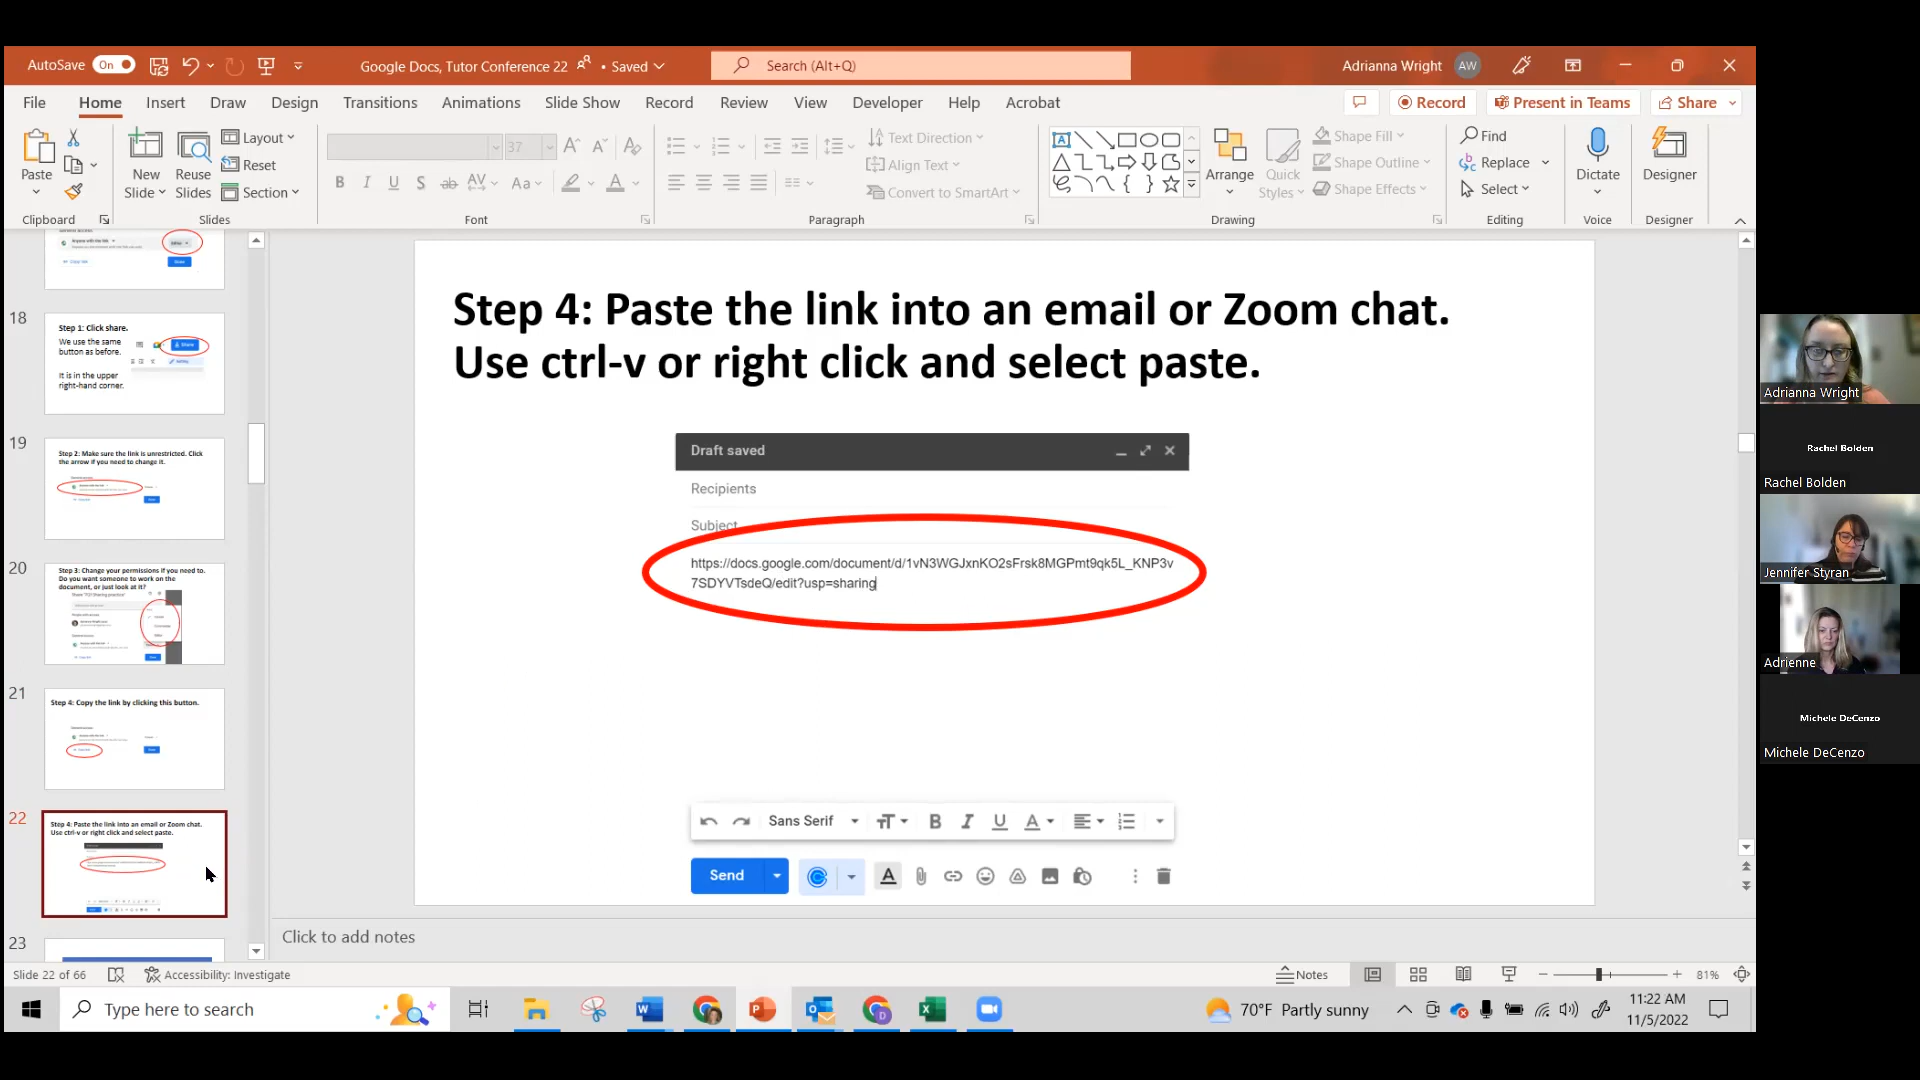 AutoSave On
Google Docs, Tutor Conference 22 • Saved
Search (Alt+Q)
Adrianna Wright AW
File Home Insert Draw Design Transitions Animations Slide Show Record Review View Developer Help Acrobat
Record Present in Teams Share
Paste
New Slide
Reuse Slides
Layout
Reset
Section
37
Text Direction
Align Text
Convert to SmartArt
Arrange
Quick Styles
Shape Fill
Shape Outline
Shape Effects
Find
Replace
Select
Dictate
Designer
Clipboard Slides Font Paragraph Drawing Editing Voice Designer
18
Step 1: Click share.
We use the same
button as before.
It is in the upper
right-hand corner.
19
Step 2: Make sure the link is unrestricted. Click
the arrow if you need to change it.
20
Step 3: Change your permissions if you need to.
Do you want someone to work on the
document, or just look at it?
21
Step 4: Copy the link by clicking this button.
22
Step 4: Paste the link into an email or Zoom chat.
Use ctrl-v or right click and select paste.
23
Step 4: Paste the link into an email or Zoom chat.
Use ctrl-v or right click and select paste.
Draft saved
Recipients
Subject
https://docs.google.com/document/d/1vN3WGJxnKO2sFrsk8MGPmt9qk5L_KNP3v
7SDYVTsdeQ/edit?usp=sharing
Sans Serif
Send
Click to add notes
Slide 22 of 66
Accessibility: Investigate
Notes
81%
Type here to search
70°F Partly sunny
11:22 AM
11/5/2022
Adrianna Wright
Rachel Bolden
Rachel Bolden
Jennifer Styran
Adrienne
Michele DeCenzo
Michele DeCenzo